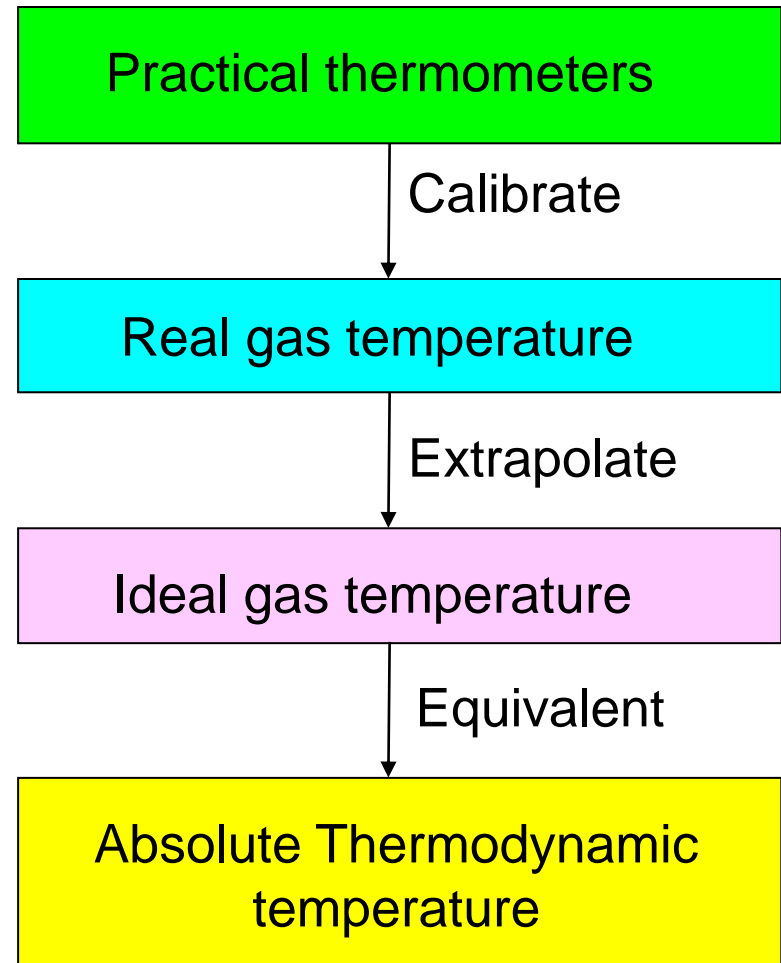 Practical thermometers
Calibrate
Real gas temperature
Extrapolate
Ideal gas temperature
Equivalent
Absolute Thermodynamic
temperature